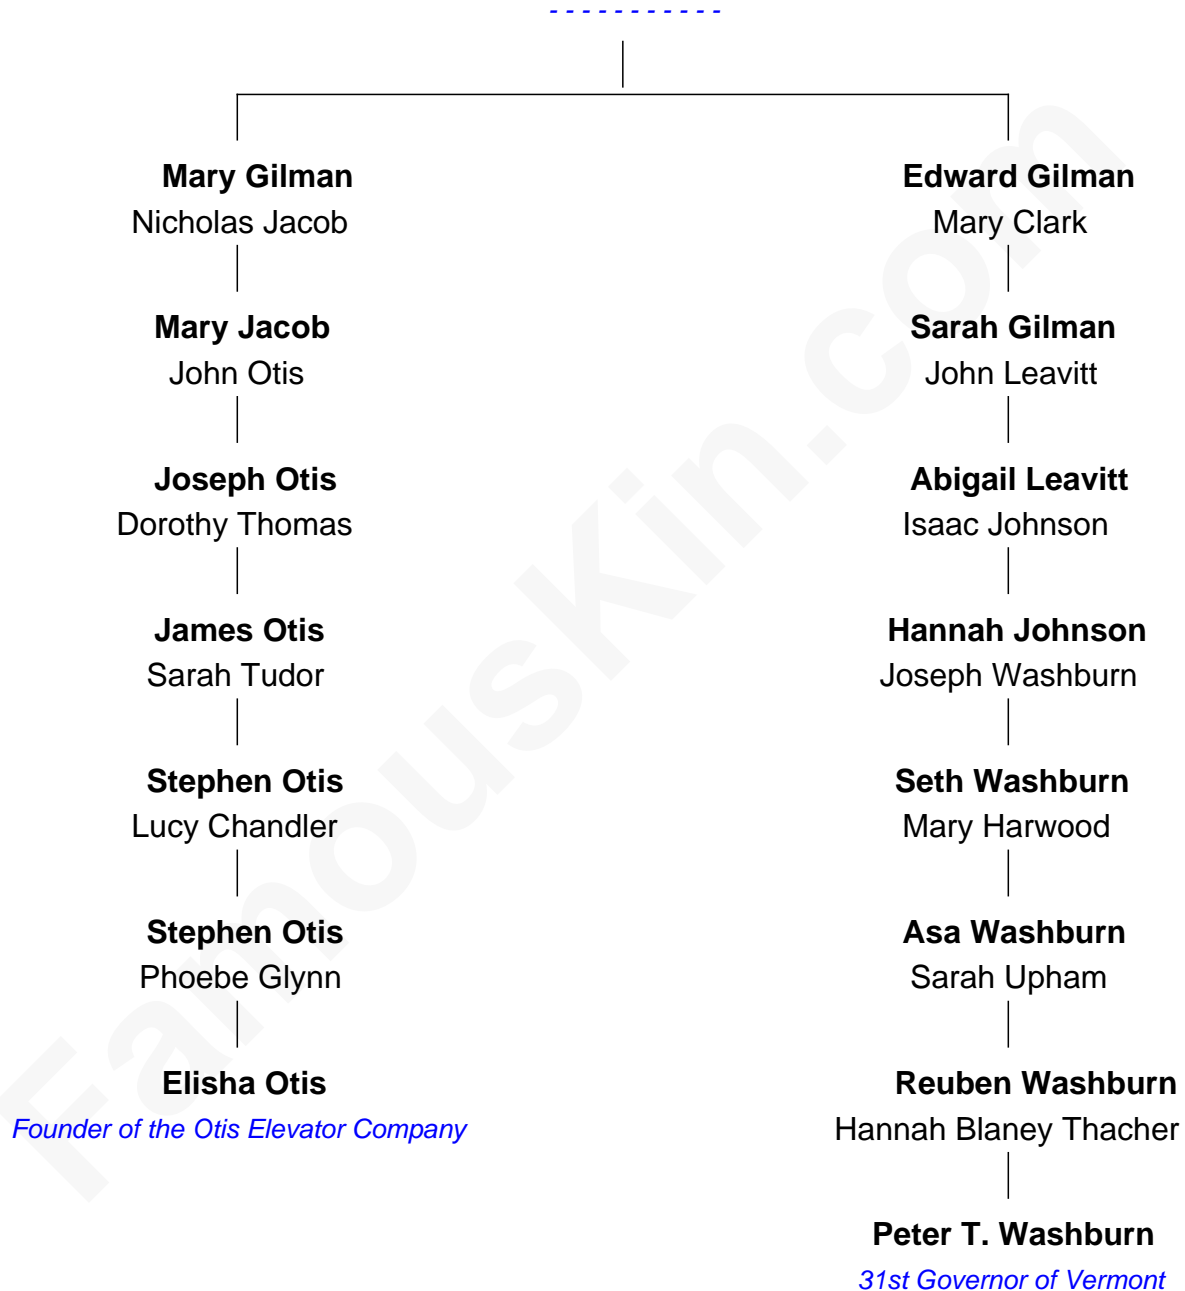 - - - - - - - - - - -
Mary Gilman
Nicholas Jacob
Edward Gilman
Mary Clark
Mary Jacob
John Otis
Sarah Gilman
John Leavitt
Joseph Otis
Dorothy Thomas
Abigail Leavitt
Isaac Johnson
James Otis
Sarah Tudor
Hannah Johnson
Joseph Washburn
Stephen Otis
Lucy Chandler
Seth Washburn
Mary Harwood
Stephen Otis
Phoebe Glynn
Asa Washburn
Sarah Upham
Elisha Otis
Founder of the Otis Elevator Company
Reuben Washburn
Hannah Blaney Thacher
Peter T. Washburn
31st Governor of Vermont
FamousKin.com